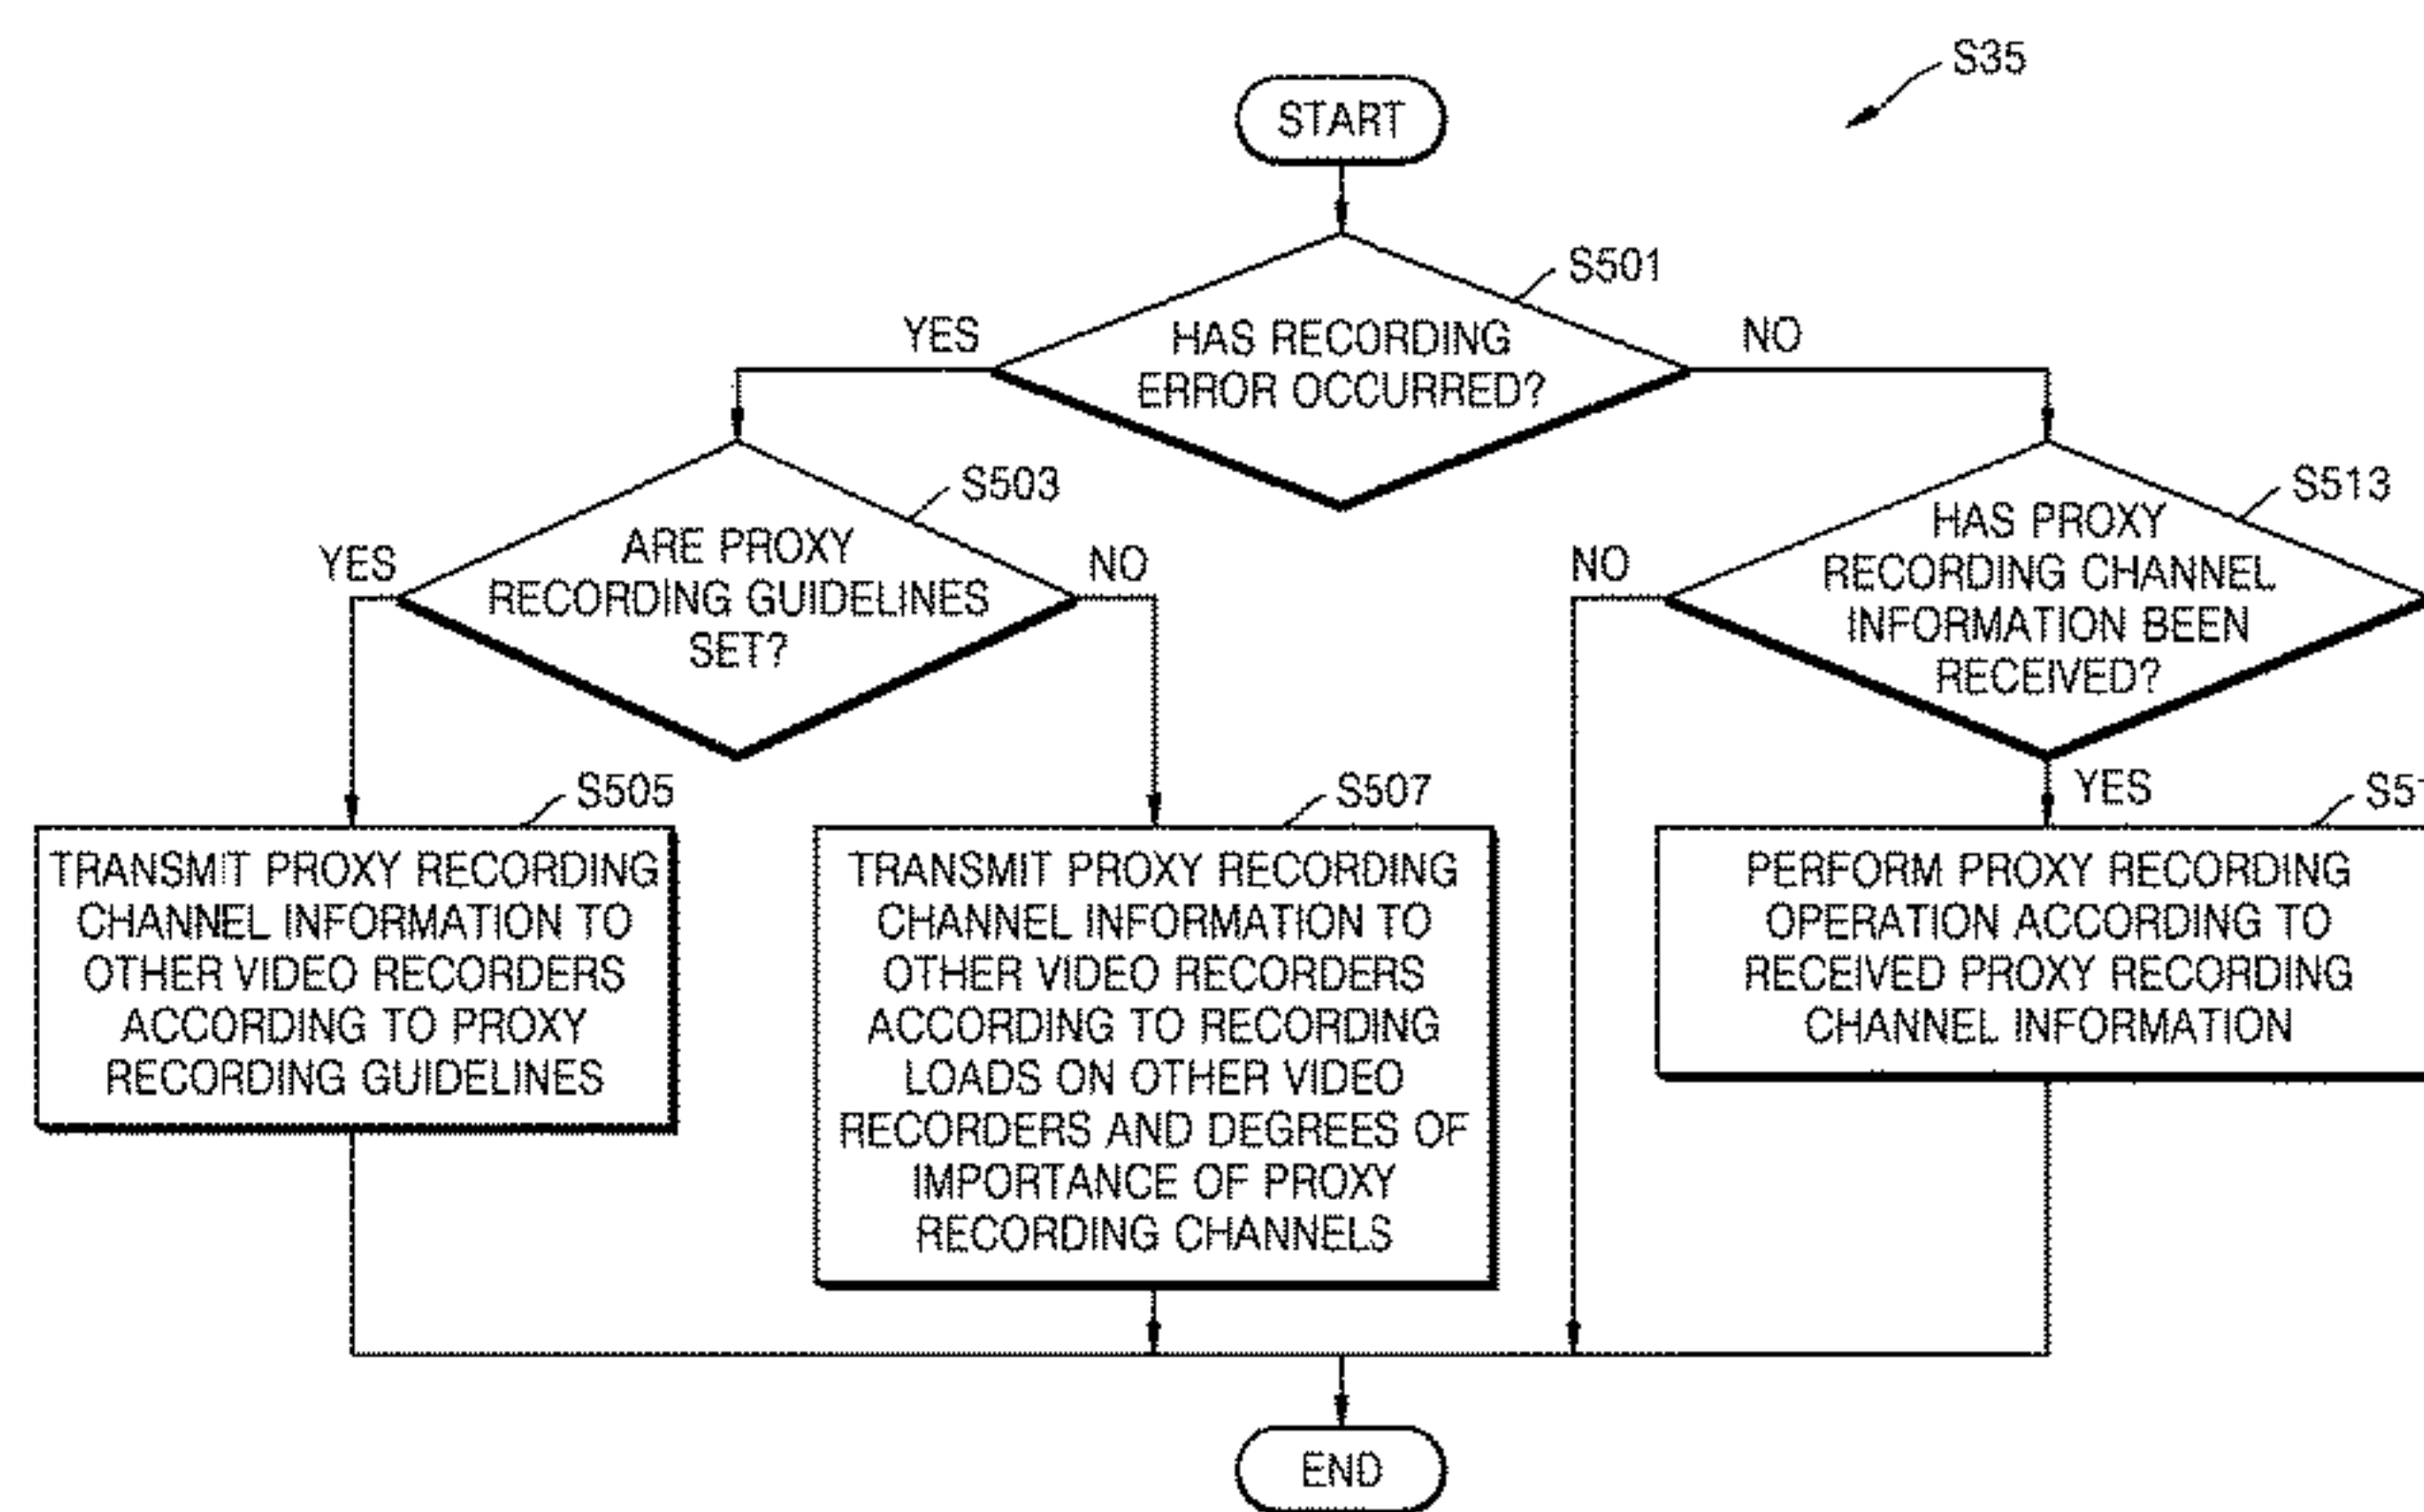 S35
START
S501
YES
HAS RECORDING
ERROR OCCURRED?
NO
S503
YES
ARE PROXY
RECORDING GUIDELINES
SET?
NO
S513
NO
HAS PROXY
RECORDING CHANNEL
INFORMATION BEEN
RECEIVED?
YES
S505
TRANSMIT PROXY RECORDING
CHANNEL INFORMATION TO
OTHER VIDEO RECORDERS
ACCORDING TO PROXY
RECORDING GUIDELINES
S507
TRANSMIT PROXY RECORDING
CHANNEL INFORMATION TO
OTHER VIDEO RECORDERS
ACCORDING TO RECORDING
LOADS ON OTHER VIDEO
RECORDERS AND DEGREES OF
IMPORTANCE OF PROXY
RECORDING CHANNELS
PERFORM PROXY RECORDING
OPERATION ACCORDING TO
RECEIVED PROXY RECORDING
CHANNEL INFORMATION
END